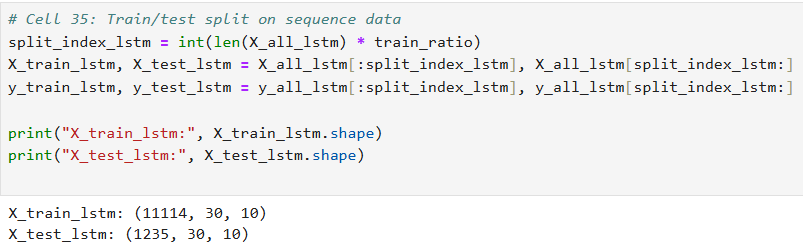 # Cell 35: Train/test split on sequence data
split_index_lstm = int(len(X_all_lstm) * train_ratio)
X_train_lstm, X_test_lstm = X_all_lstm[:split_index_lstm], X_all_lstm[split_index_lstm:]
y_train_lstm, y_test_lstm = y_all_lstm[:split_index_lstm], y_all_lstm[split_index_lstm:]
print("X_train_lstm:", X_train_lstm.shape)
print("X_test_lstm:", X_test_lstm.shape)
X_train_lstm: (11114, 30, 10)
X_test_lstm: (1235, 30, 10)